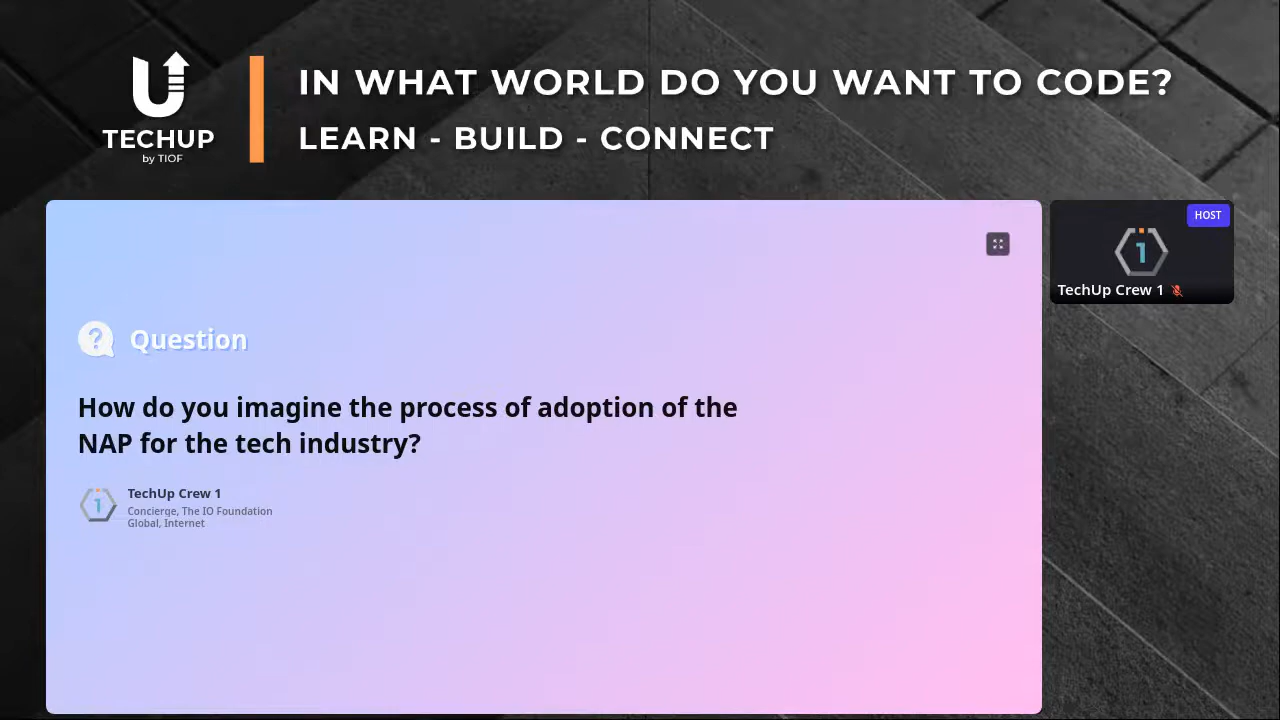 TECHUP
by TIOF
IN WHAT WORLD DO YOU WANT TO CODE?
LEARN - BUILD - CONNECT
HOST
1
TechUp Crew 1
?
Question
How do you imagine the process of adoption of the
NAP for the tech industry?
1
TechUp Crew 1
Concierge, The IO Foundation
Global, Internet